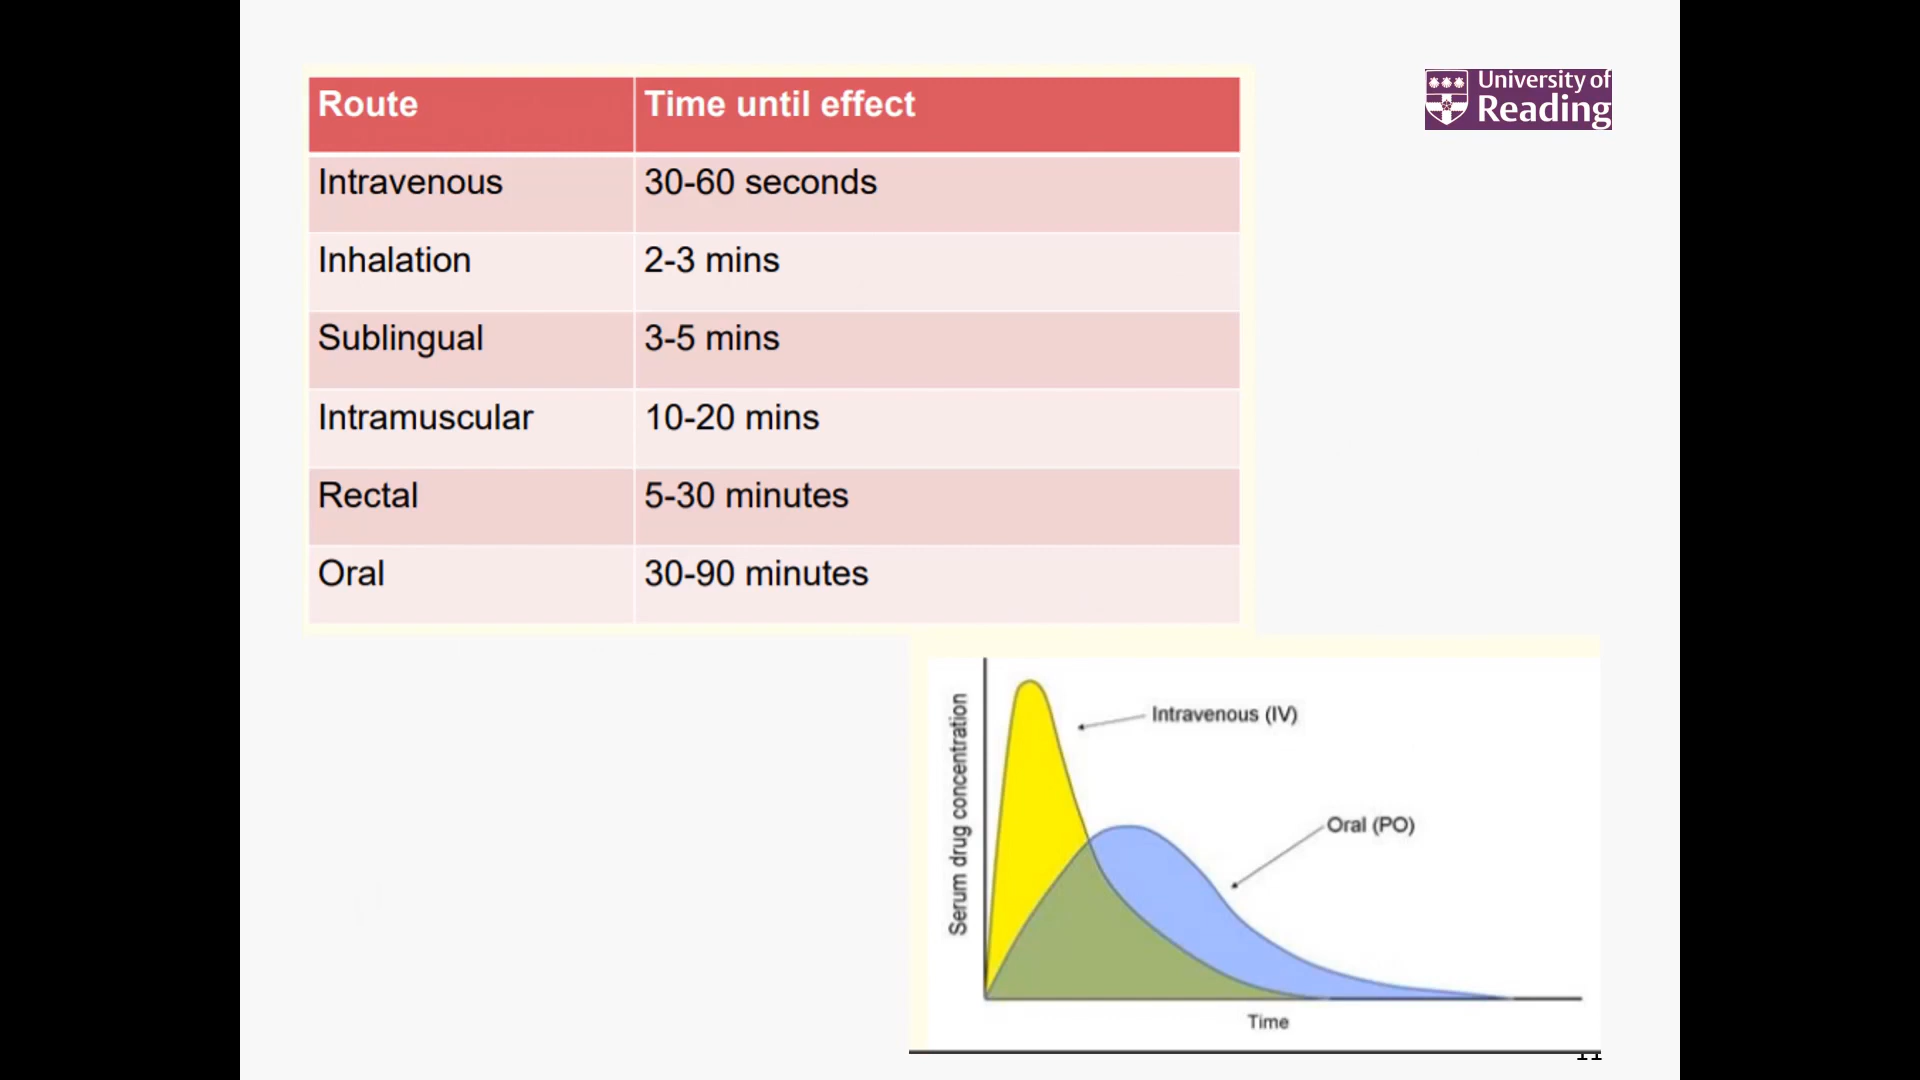 University of
Reading
Route Time until effect
Intravenous 30-60 seconds
Inhalation 2-3 mins
Sublingual 3-5 mins
Intramuscular 10-20 mins
Rectal 5-30 minutes
Oral 30-90 minutes
Serum drug concentration
Intravenous (IV)
Oral (PO)
Time
11